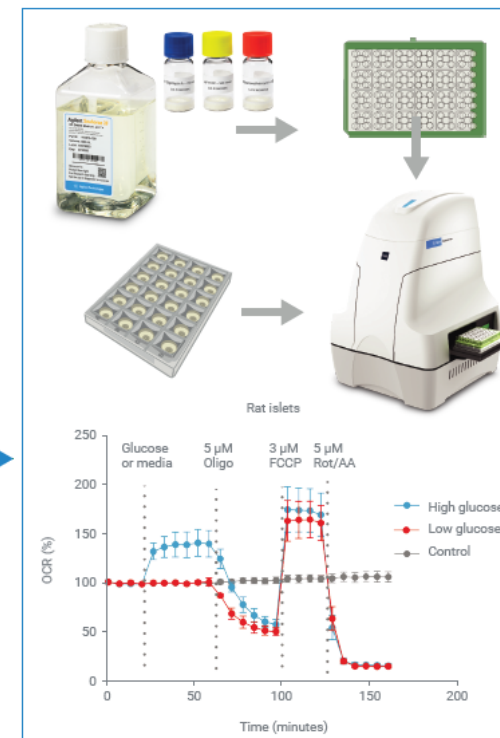 Agilent
Rat islets
Glucose
or media
5 µM
Oligo
3 µM
FCCP
5 µM
Rot/AA
250
200
150
100
50
0
OCR (%)
High glucose
Low glucose
Control
0
50
100
150
200
Time (minutes)